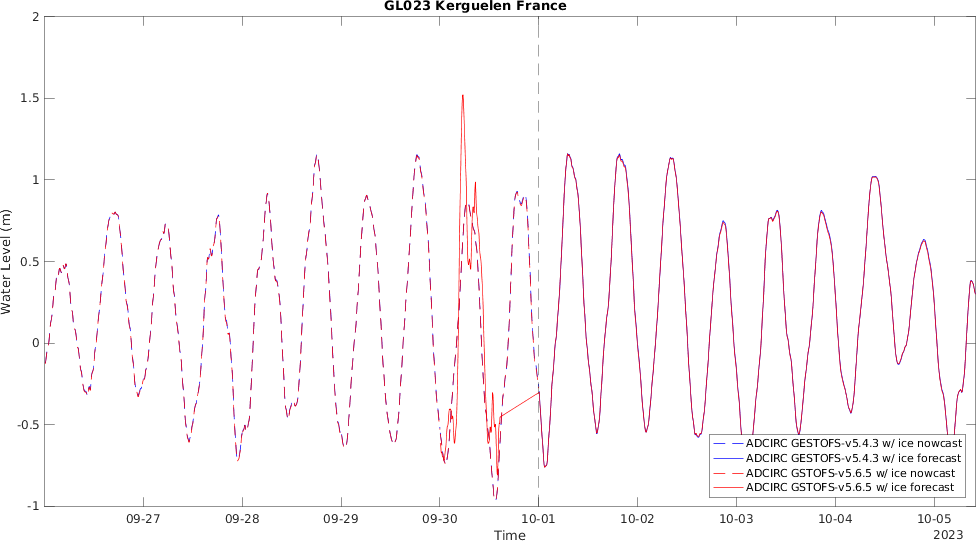 GL023 Kerguelen France
2
1.5
1
0.5
0
-0.5
-1
Water Level (m)
09-27
09-28
09-29
09-30
10-01
10-02
10-03
10-04
10-05
2023
Time
ADCIRC GESTOFS-v5.4.3 w/ ice nowcast
ADCIRC GESTOFS-v5.4.3 w/ ice forecast
ADCIRC GSTOFS-v5.6.5 w/ ice nowcast
ADCIRC GSTOFS-v5.6.5 w/ ice forecast